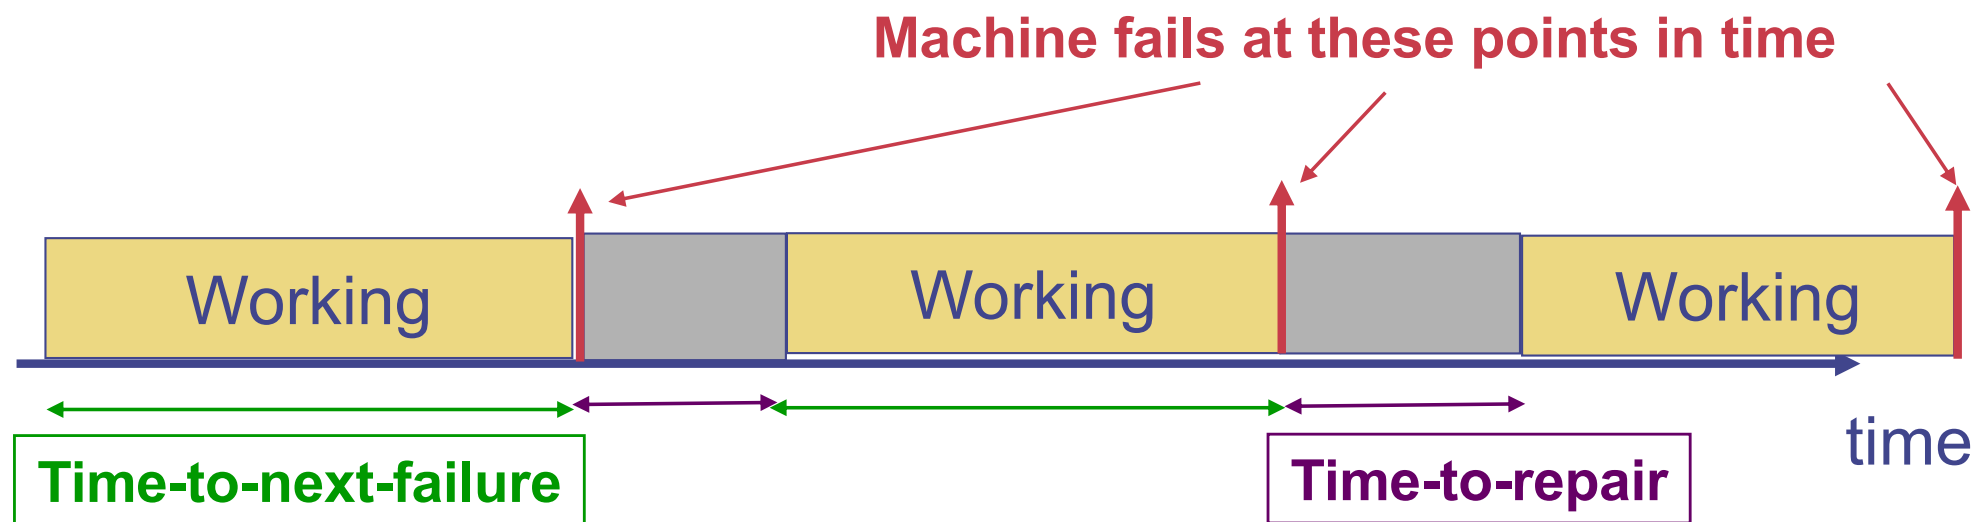 Machine fails at these points in time
Working
Working
Working
time
Time-to-next-failure
Time-to-repair